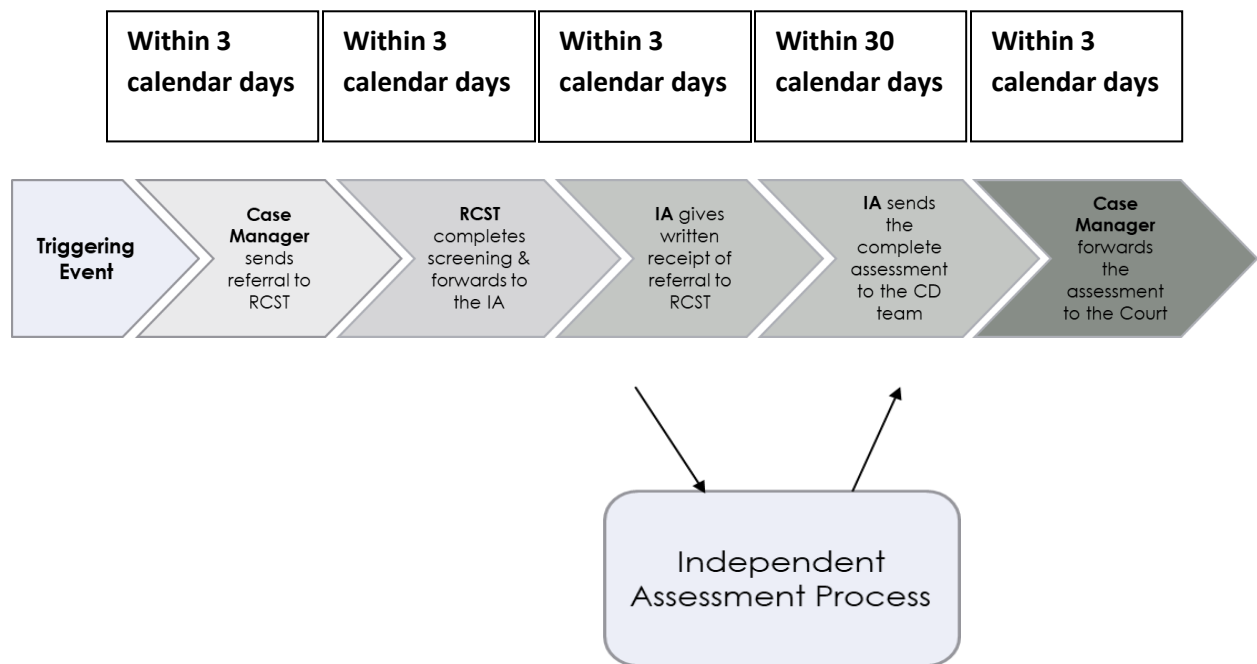 Within 3
calendar days
Within 3
calendar days
Within 3
calendar days
Within 30
calendar days
Within 3
calendar days
Triggering
Event
Case
Manager
sends
referral to
RCST
RCST
completes
screening &
forwards to
the IA
IA gives
written
receipt of
referral to
RCST
IA sends
the
complete
assessment
to the CD
team
Case
Manager
forwards
the
assessment
to the Court
Independent
Assessment Process